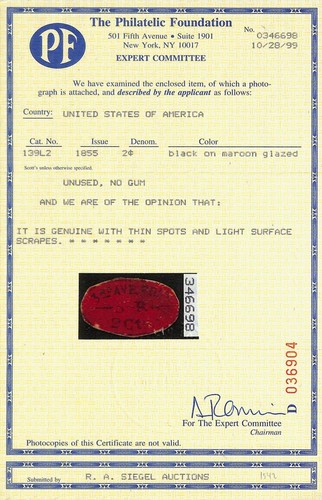 PF
The Philatelic Foundation
501 Fifth Avenue • Suite 1901
New York, NY 10017
EXPERT COMMITTEE
No. 0346698
10/28/99
We have examined the enclosed item, of which a photo-
graph is attached, and described by the applicant as follows:
Country: UNITED STATES OF AMERICA
Cat. No. Issue Denom. Color
139L2 1855 2¢ black on maroon glazed
Scott's unless otherwise specified.
UNUSED, NO GUM
AND WE ARE OF THE OPINION THAT:
IT IS GENUINE WITH THIN SPOTS AND LIGHT SURFACE
SCRAPES. * * * * * * *
346698
D 036904
For The Expert Committee
Chairman
Photocopies of this Certificate are not valid.
Submitted by R. A. SIEGEL AUCTIONS